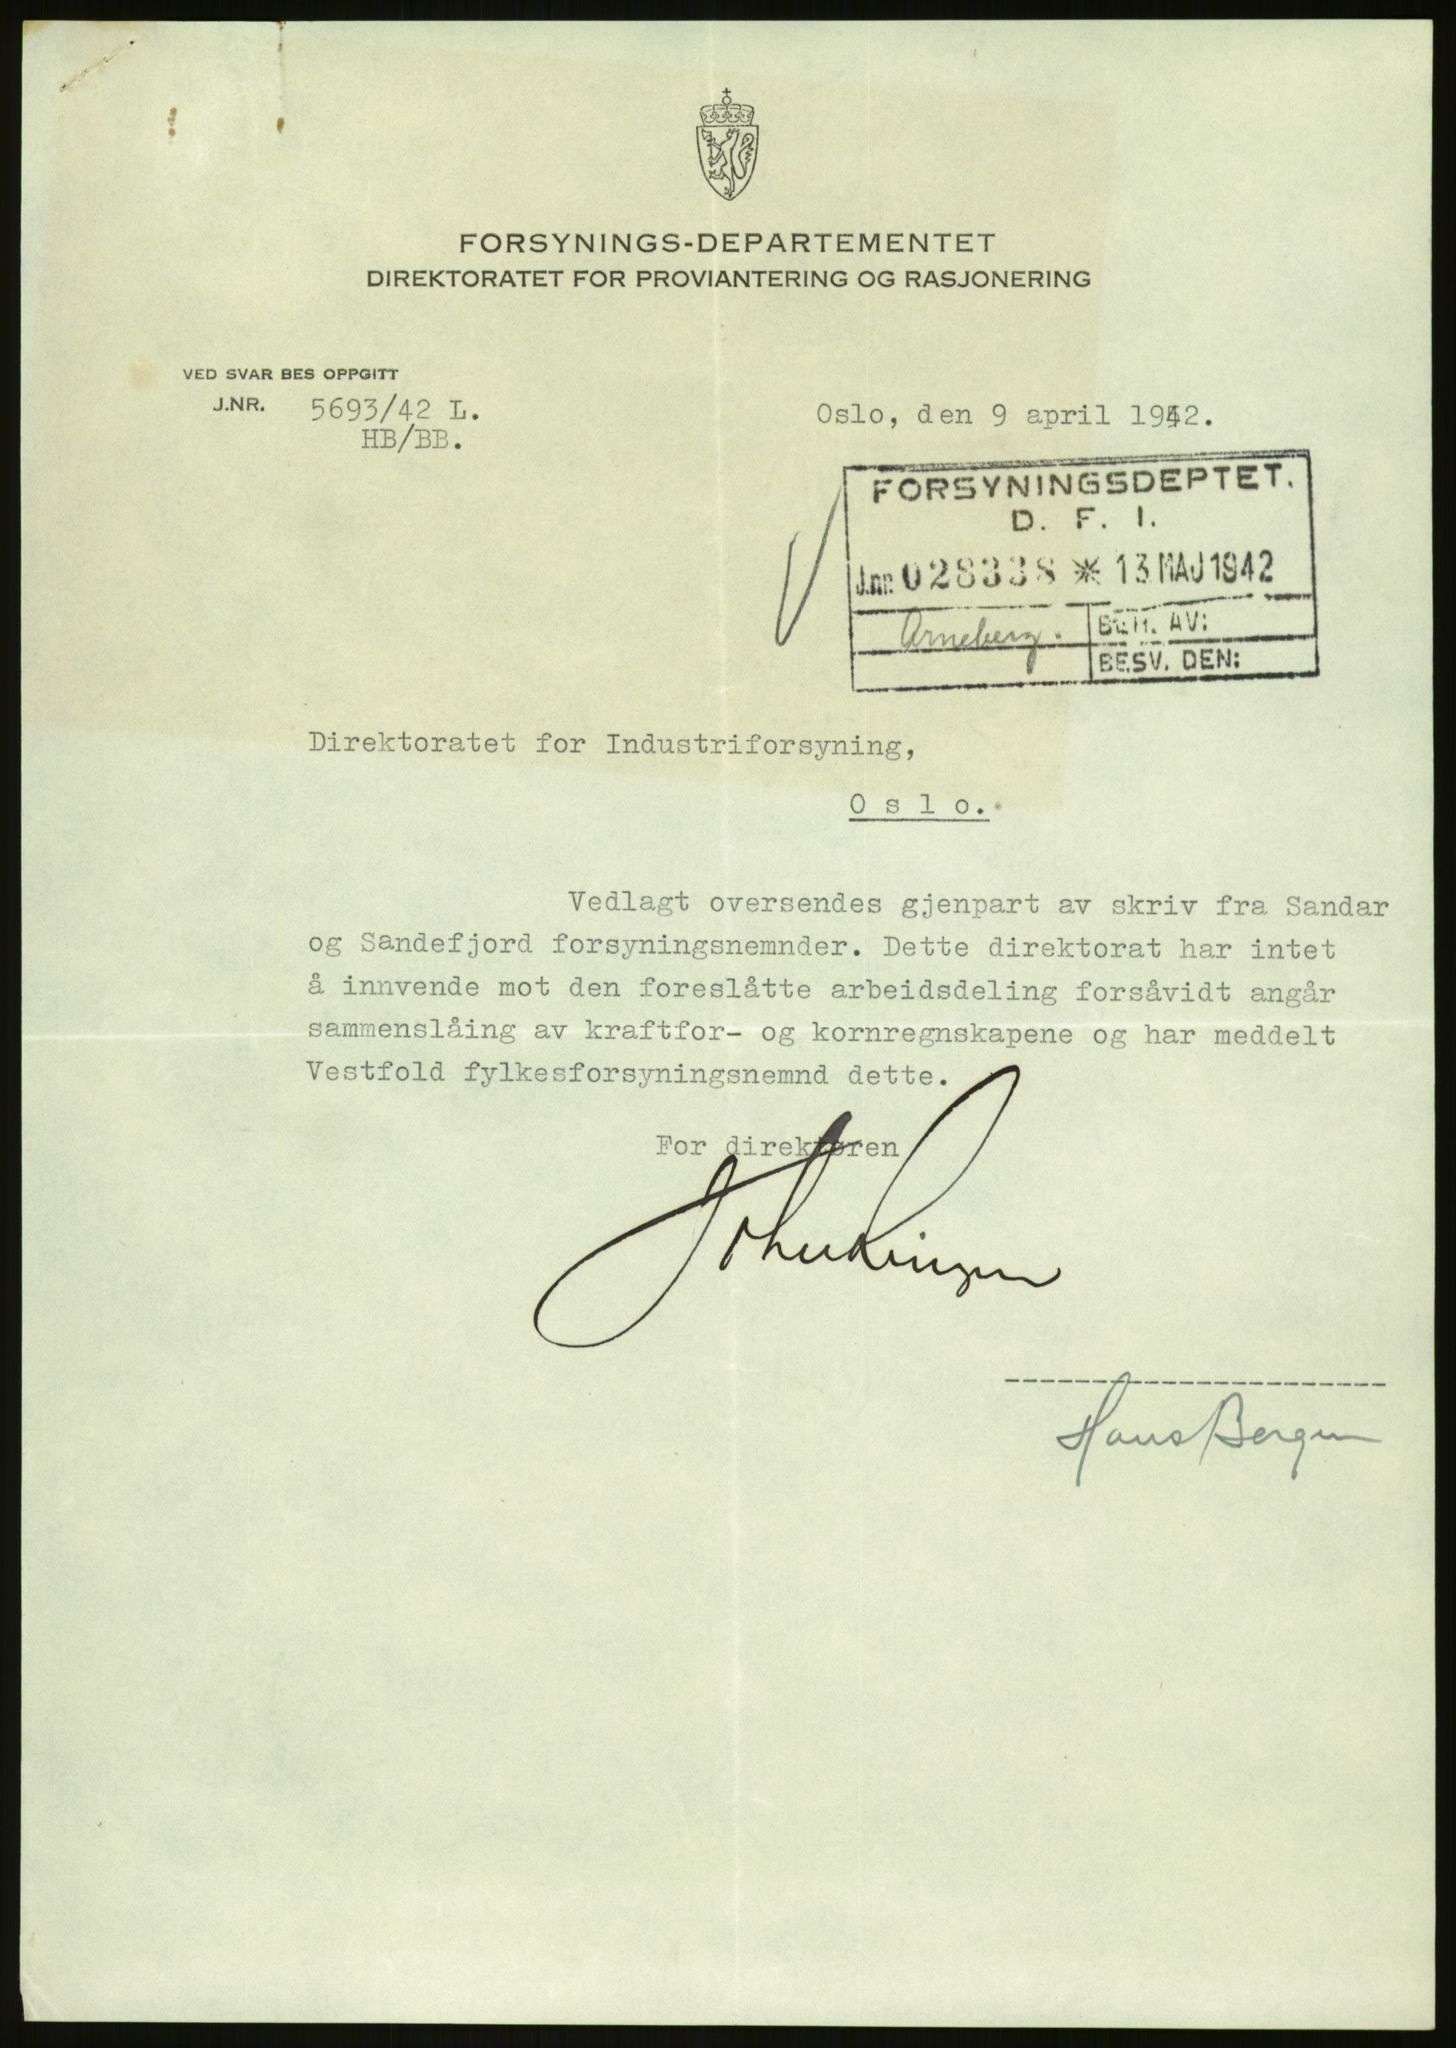 FORSYNINGS-DEPARTEMENTET
DIREKTORATET FOR PROVIANTERING OG RASJONERING
VED SVAR BES OPPGITT
J.NR. 5693/42 L.
HB/BB.
Oslo, den 9 april 1942.
FORSYNINGSDEPTET.
D. F. I.
J.nr. 028338 * 13 MAJ 1942
Arneberg. BEH. AV:
BESV. DEN:
Direktoratet for Industriforsyning,
O s l o.
Vedlagt oversendes gjenpart av skriv fra Sandar
og Sandefjord forsyningsnemnder. Dette direktorat har intet
å innvende mot den foreslåtte arbeidsdeling forsåvidt angår
sammenslåing av kraftfor- og kornregnskapene og har meddelt
Vestfold fylkesforsyningsnemnd dette.
For direktøren
Hans Bergen